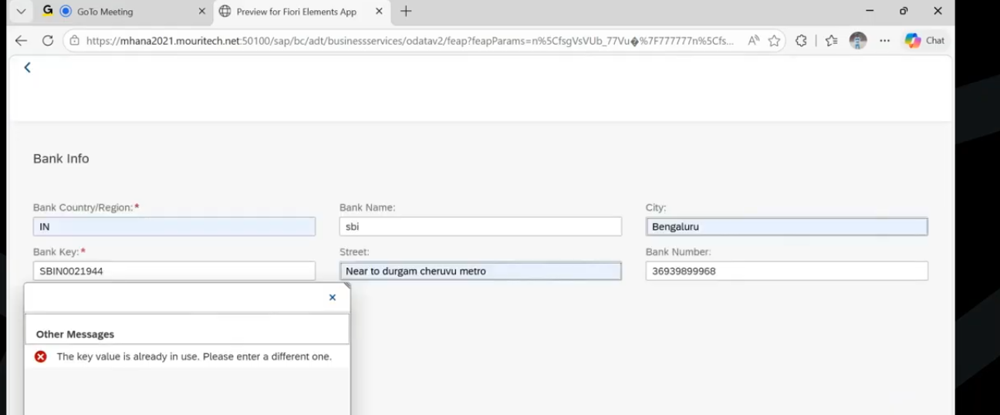 G GoTo Meeting
Preview for Fiori Elements App
https://mhana2021.mouritech.net:50100/sap/bc/adt/businessservices/odatav2/feap?feapParams=n%5CfsgVsVUb_77Vu�%7F777777n%5Cfs...
Chat
Bank Info
Bank Country/Region:* Bank Name: City:
IN sbi Bengaluru
Bank Key:* Street: Bank Number:
SBIN0021944 Near to durgam cheruvu metro 36939899968
Other Messages
The key value is already in use. Please enter a different one.